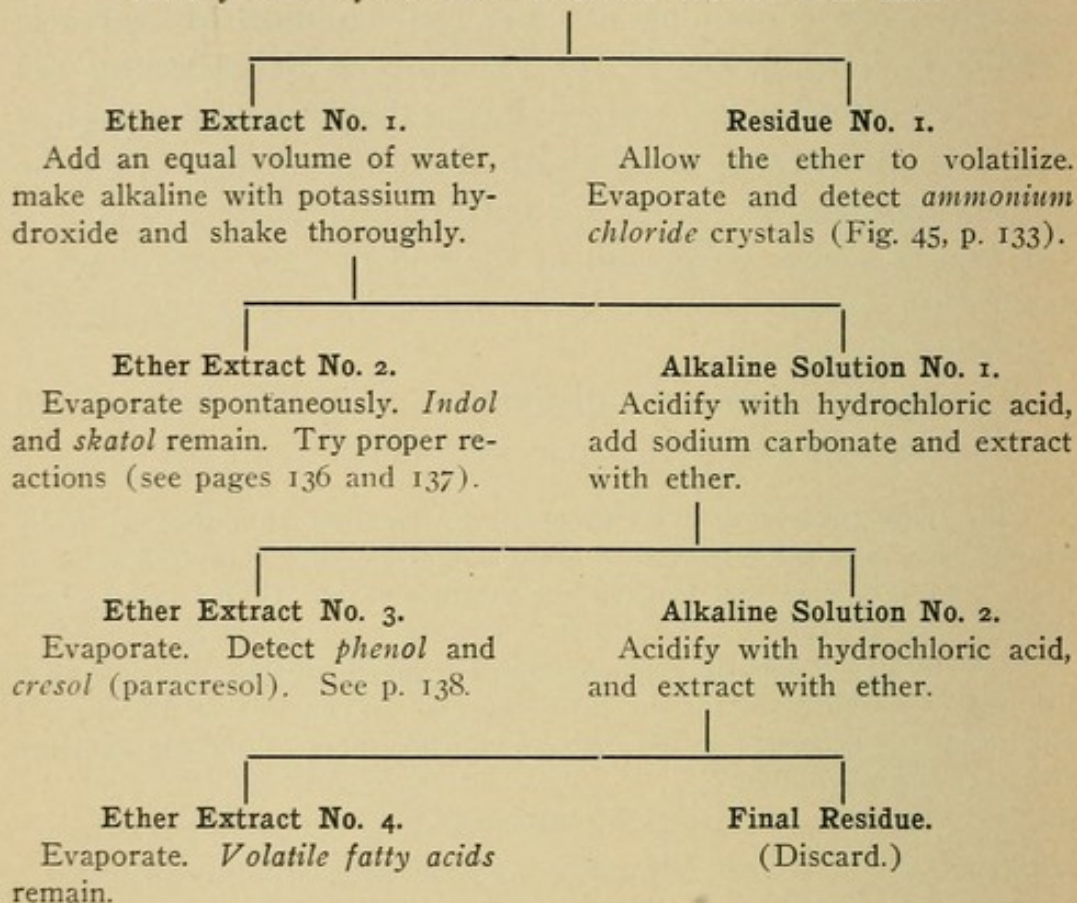 Ether Extract No. 1.
Add an equal volume of water,
make alkaline with potassium hy-
droxide and shake thoroughly.
Residue No. 1.
Allow the ether to volatilize.
Evaporate and detect ammonium
chloride crystals (Fig. 45, p. 133).
Ether Extract No. 2.
Evaporate spontaneously. Indol
and skatol remain. Try proper re-
actions (see pages 136 and 137).
Alkaline Solution No. 1.
Acidify with hydrochloric acid,
add sodium carbonate and extract
with ether.
Ether Extract No. 3.
Evaporate. Detect phenol and
cresol (paracresol). See p. 138.
Alkaline Solution No. 2.
Acidify with hydrochloric acid,
and extract with ether.
Ether Extract No. 4.
Evaporate. Volatile fatty acids
remain.
Final Residue.
(Discard.)